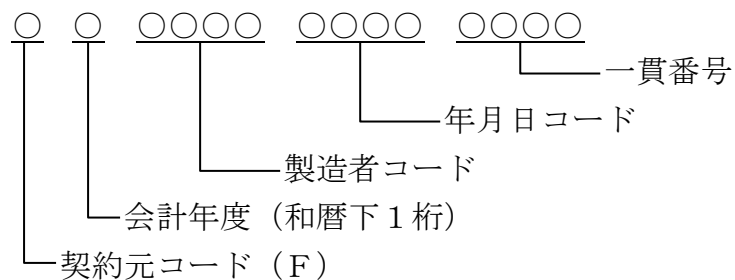 ○ ○ ○○○○ ○○○○ ○○○○
一貫番号
年月日コード
製造者コード
会計年度（和暦下１桁）
契約元コード（Ｆ）